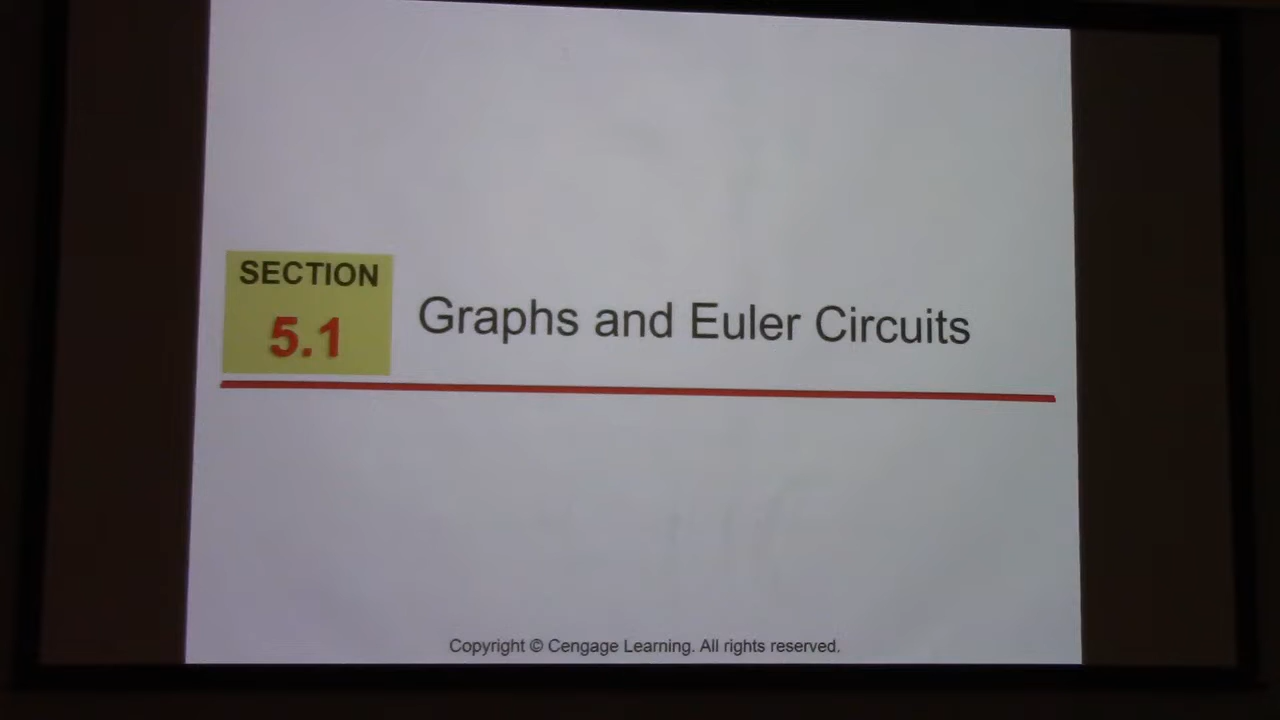 SECTION
5.1
Graphs and Euler Circuits
Copyright © Cengage Learning. All rights reserved.